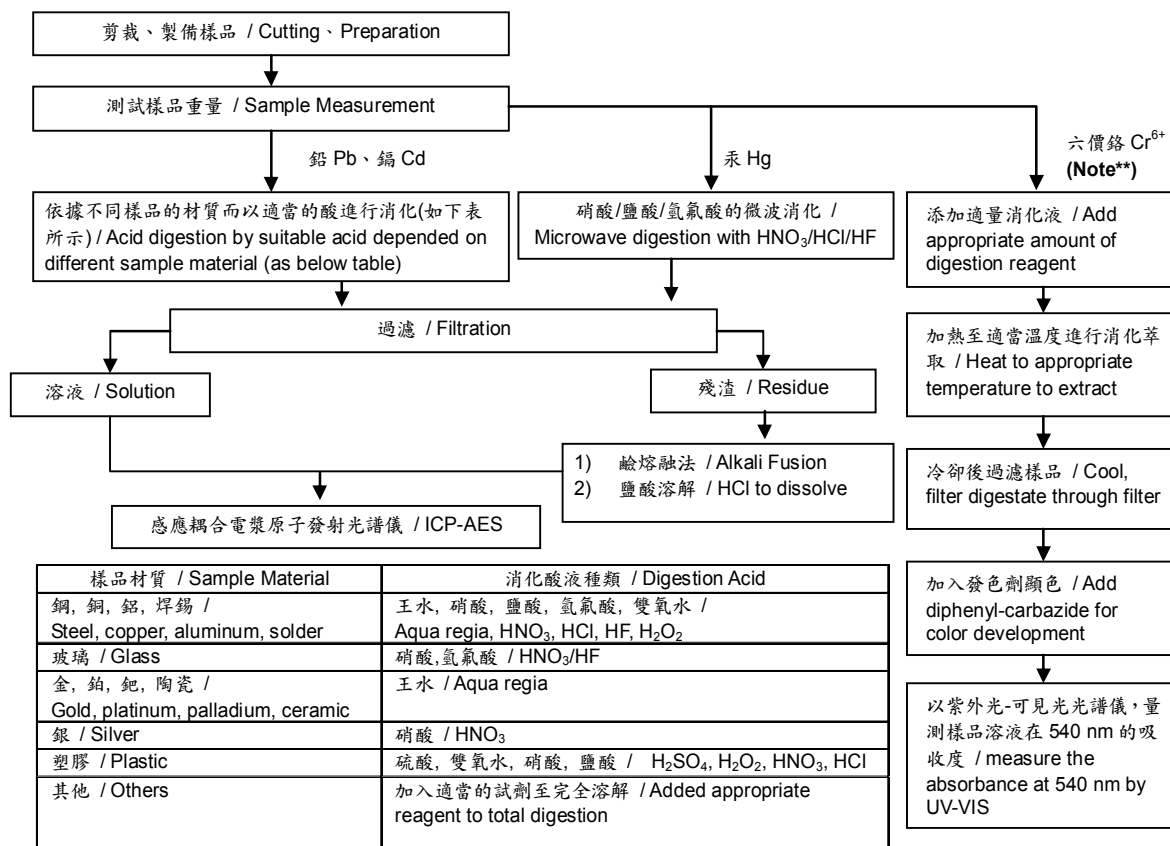 剪裁、製備樣品 / Cutting、Preparation
測試樣品重量 / Sample Measurement
鉛 Pb、鎘 Cd
汞 Hg
六價鉻 Cr⁶⁺
(Note**)
依據不同樣品的材質而以適當的酸進行消化(如下表
所示) / Acid digestion by suitable acid depended on
different sample material (as below table)
硝酸/鹽酸/氫氟酸的微波消化 /
Microwave digestion with HNO₃/HCl/HF
添加適量消化液 / Add
appropriate amount of
digestion reagent
過濾 / Filtration
加熱至適當溫度進行消化萃
取 / Heat to appropriate
temperature to extract
溶液 / Solution
殘渣 / Residue
1) 鹼熔融法 / Alkali Fusion
2) 鹽酸溶解 / HCl to dissolve
冷卻後過濾樣品 / Cool,
filter digestate through filter
感應耦合電漿原子發射光譜儀 / ICP-AES
加入發色劑顯色 / Add
diphenyl-carbazide for
color development
以紫外光-可見光光譜儀，量
測樣品溶液在 540 nm 的吸
收度 / measure the
absorbance at 540 nm by
UV-VIS
樣品材質 / Sample Material
消化酸液種類 / Digestion Acid
鋼, 銅, 鋁, 焊錫 /
Steel, copper, aluminum, solder
王水, 硝酸, 鹽酸, 氫氟酸, 雙氧水 /
Aqua regia, HNO₃, HCl, HF, H₂O₂
玻璃 / Glass
硝酸,氫氟酸 / HNO₃/HF
金, 鉑, 鈀, 陶瓷 /
Gold, platinum, palladium, ceramic
王水 / Aqua regia
銀 / Silver
硝酸 / HNO₃
塑膠 / Plastic
硫酸, 雙氧水, 硝酸, 鹽酸 / H₂SO₄, H₂O₂, HNO₃, HCl
其他 / Others
加入適當的試劑至完全溶解 / Added appropriate
reagent to total digestion